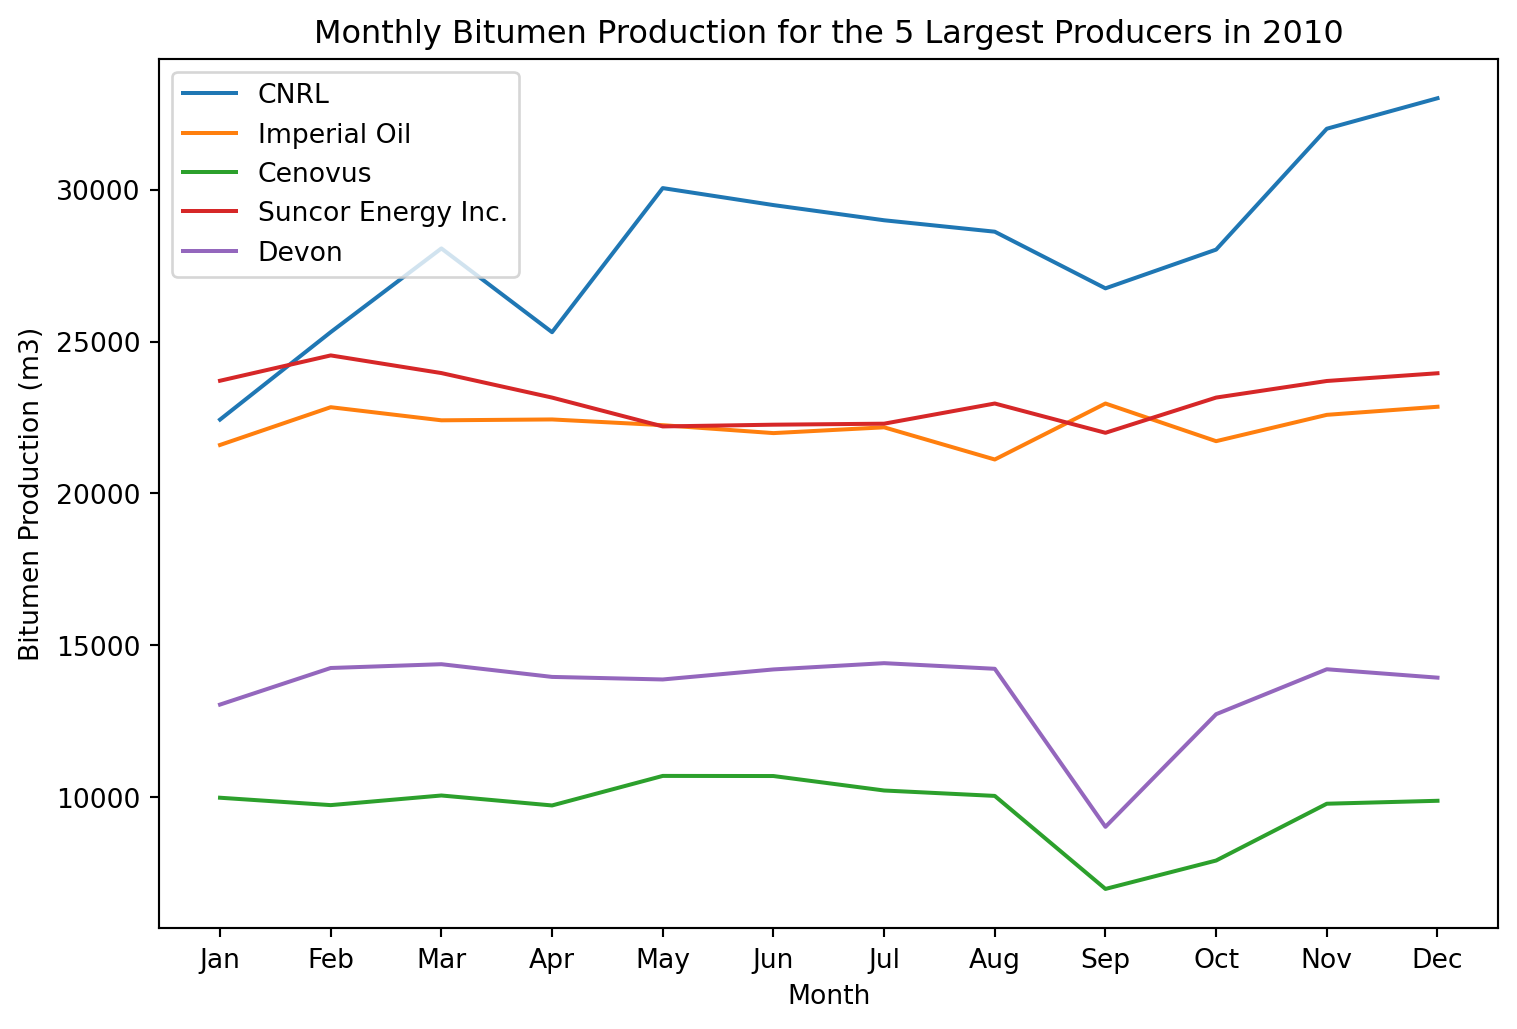 Monthly Bitumen Production for the 5 Largest Producers in 2010
CNRL
Imperial Oil
Cenovus
Suncor Energy Inc.
Devon
Bitumen Production (m3)
30000
25000
20000
15000
10000
Jan Feb Mar Apr May Jun Jul Aug Sep Oct Nov Dec
Month